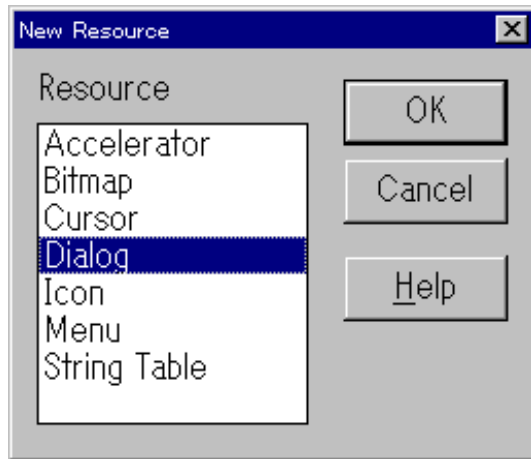 New Resource
Resource
Accelerator
Bitmap
Cursor
Dialog
Icon
Menu
String Table
OK
Cancel
Help